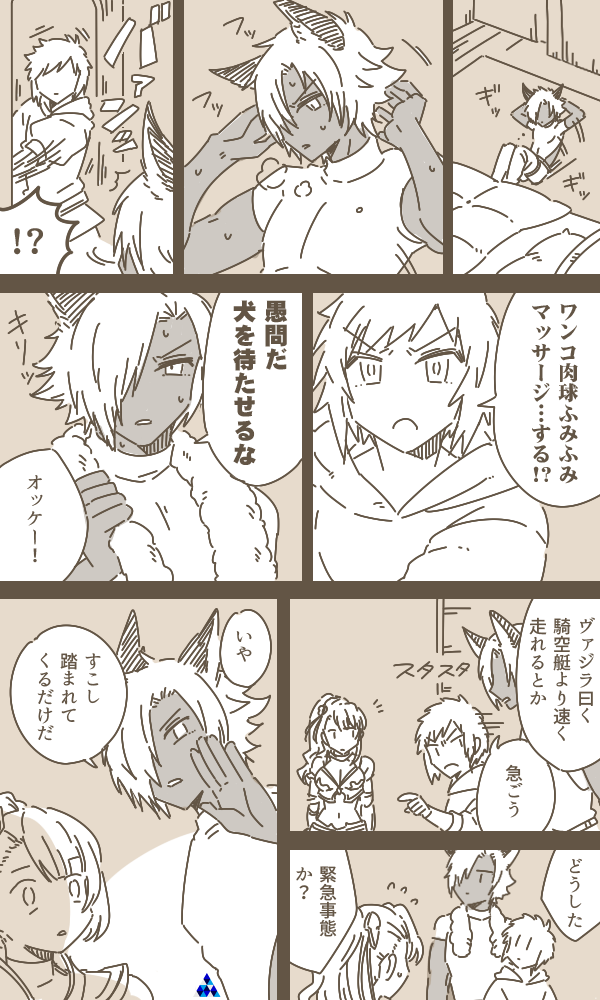 ギッ
ギッ
フッ
フッ
バァン
!?
ワンコ肉球ふみふみ
マッサージ…する!?
愚問だ
犬を待たせるな
キリッ
オッケー！
ヴァジラ曰く
騎空艇より速く
走れるとか
スタスタ
急ごう
どうした
緊急事態
か？
いや
すこし
踏まれて
くるだけだ